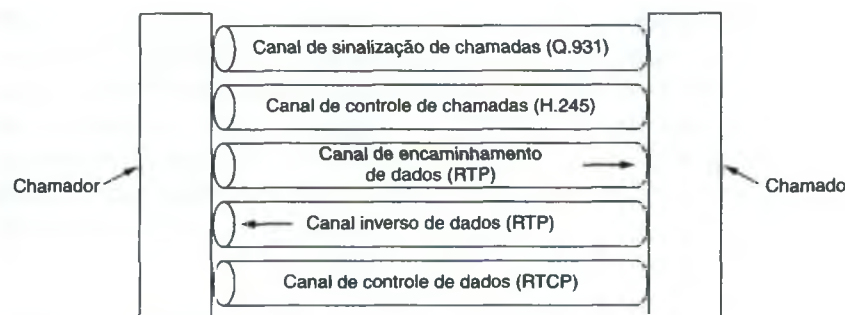 Canal de sinalização de chamadas (Q.931)
Canal de controle de chamadas (H.245)
Canal de encaminhamento
de dados (RTP)
Chamador
Chamado
Canal inverso de dados (RTP)
Canal de controle de dados (RTCP)